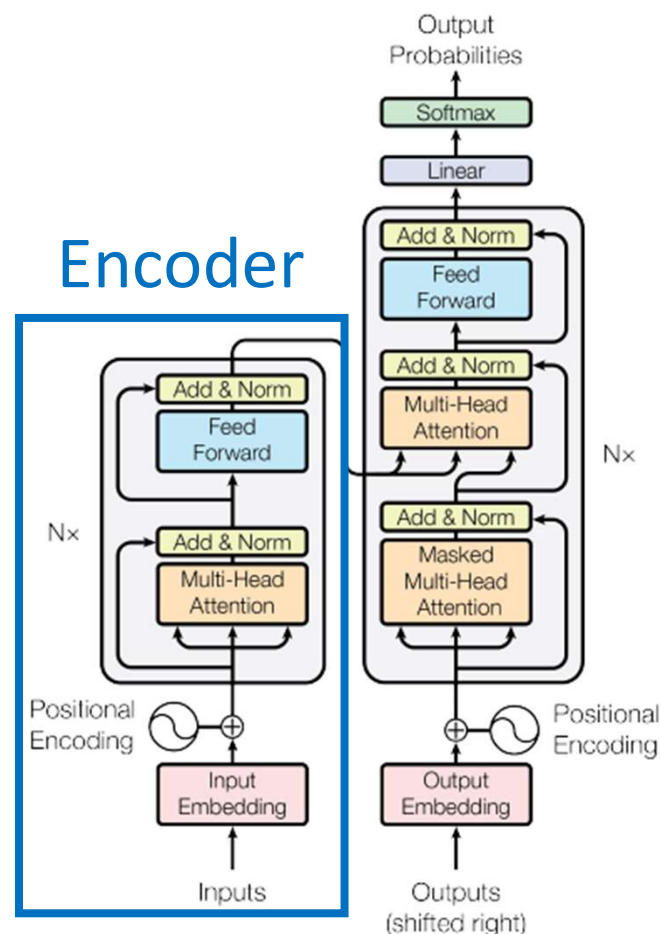 Output
Probabilities
Softmax
Linear
Add & Norm
Feed
Forward
Add & Norm
Multi-Head
Attention
Nx
Add & Norm
Masked
Multi-Head
Attention
Positional
Encoding
Output
Embedding
Outputs
(shifted right)
Encoder
Add & Norm
Feed
Forward
Nx
Add & Norm
Multi-Head
Attention
Positional
Encoding
Input
Embedding
Inputs